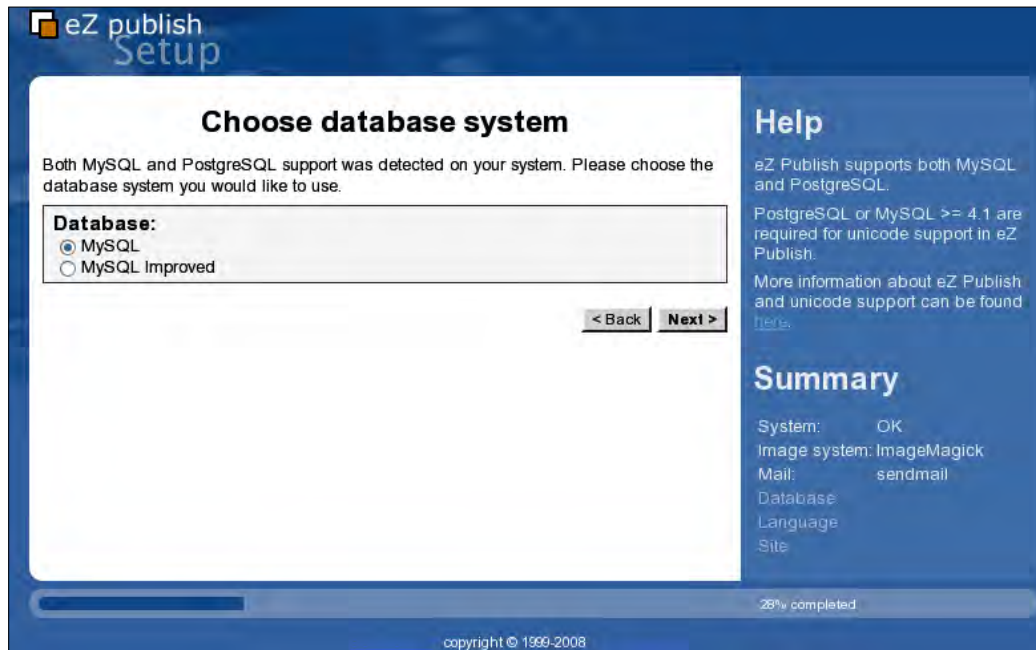 eZ publish
Setup
Choose database system
Both MySQL and PostgreSQL support was detected on your system. Please choose the
database system you would like to use.
Database:
MySQL
MySQL Improved
< Back
Next >
Help
eZ Publish supports both MySQL
and PostgreSQL.
PostgreSQL or MySQL >= 4.1 are
required for unicode support in eZ
Publish.
More information about eZ Publish
and unicode support can be found
here.
Summary
System: OK
Image system: ImageMagick
Mail: sendmail
Database
Language
Site
28% completed
copyright © 1999-2008